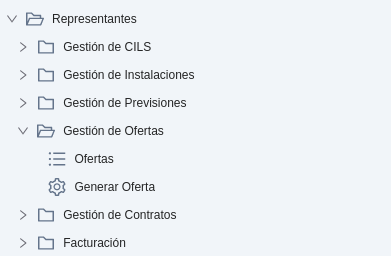 Representantes
Gestión de CILS
Gestión de Instalaciones
Gestión de Previsiones
Gestión de Ofertas
Ofertas
Generar Oferta
Gestión de Contratos
Facturación